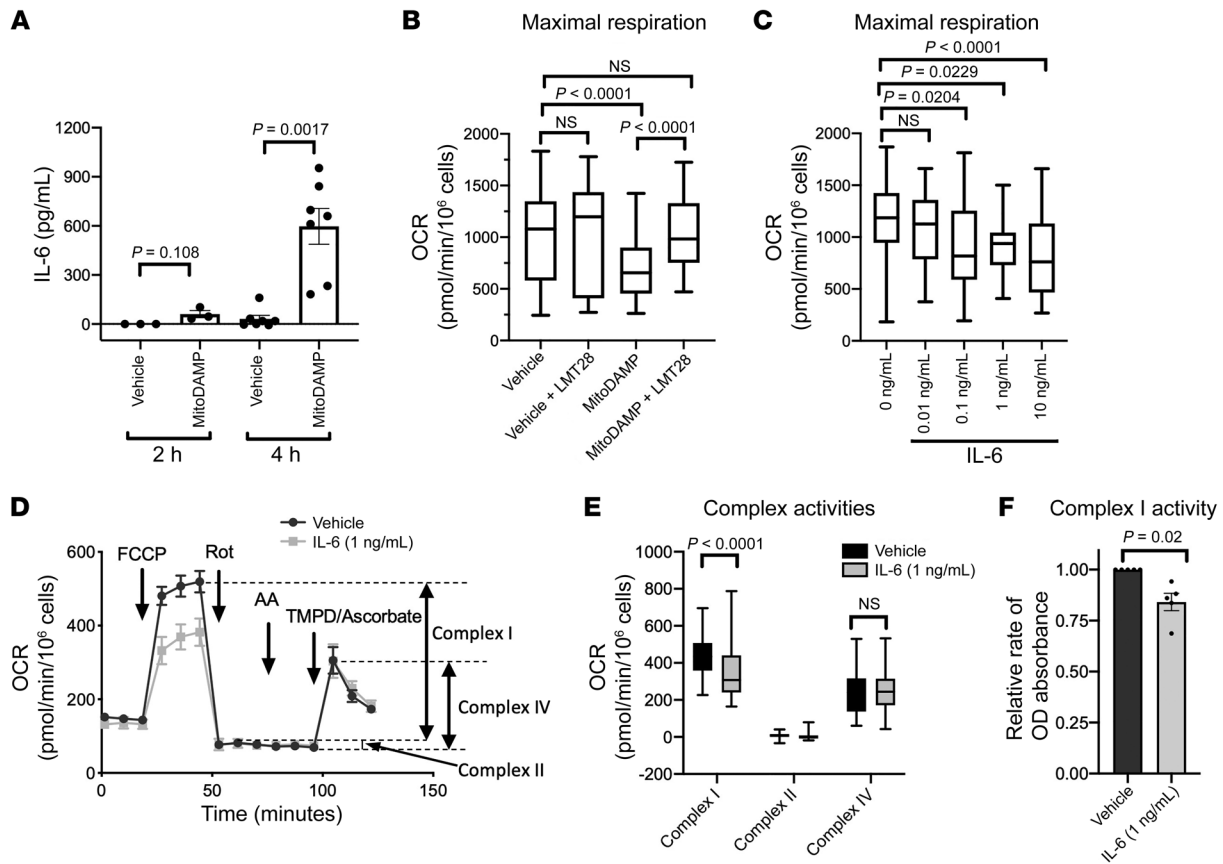 A
IL-6 (pg/mL)
1200
900
600
300
0
P = 0.108
P = 0.0017
Vehicle
MitoDAMP
Vehicle
MitoDAMP
2 h
4 h
B
Maximal respiration
NS
P < 0.0001
NS
P < 0.0001
OCR
(pmol/min/10⁶ cells)
2000
1500
1000
500
0
Vehicle
Vehicle + LMT28
MitoDAMP
MitoDAMP + LMT28
C
Maximal respiration
P < 0.0001
P = 0.0229
P = 0.0204
NS
OCR
(pmol/min/10⁶ cells)
2000
1500
1000
500
0
0 ng/mL
0.01 ng/mL
0.1 ng/mL
1 ng/mL
10 ng/mL
IL-6
D
Vehicle
IL-6 (1 ng/mL)
OCR
(pmol/min/10⁶ cells)
600
400
200
0
FCCP
Rot
AA
TMPD/Ascorbate
Complex I
Complex IV
Complex II
0
50
100
150
Time (minutes)
E
Complex activities
P < 0.0001
Vehicle
IL-6 (1 ng/mL)
NS
OCR
(pmol/min/10⁶ cells)
1000
800
600
400
200
0
-200
Complex I
Complex II
Complex IV
F
Complex I activity
P = 0.02
Relative rate of
OD absorbance
1.00
0.75
0.50
0.25
0.00
Vehicle
IL-6 (1 ng/mL)